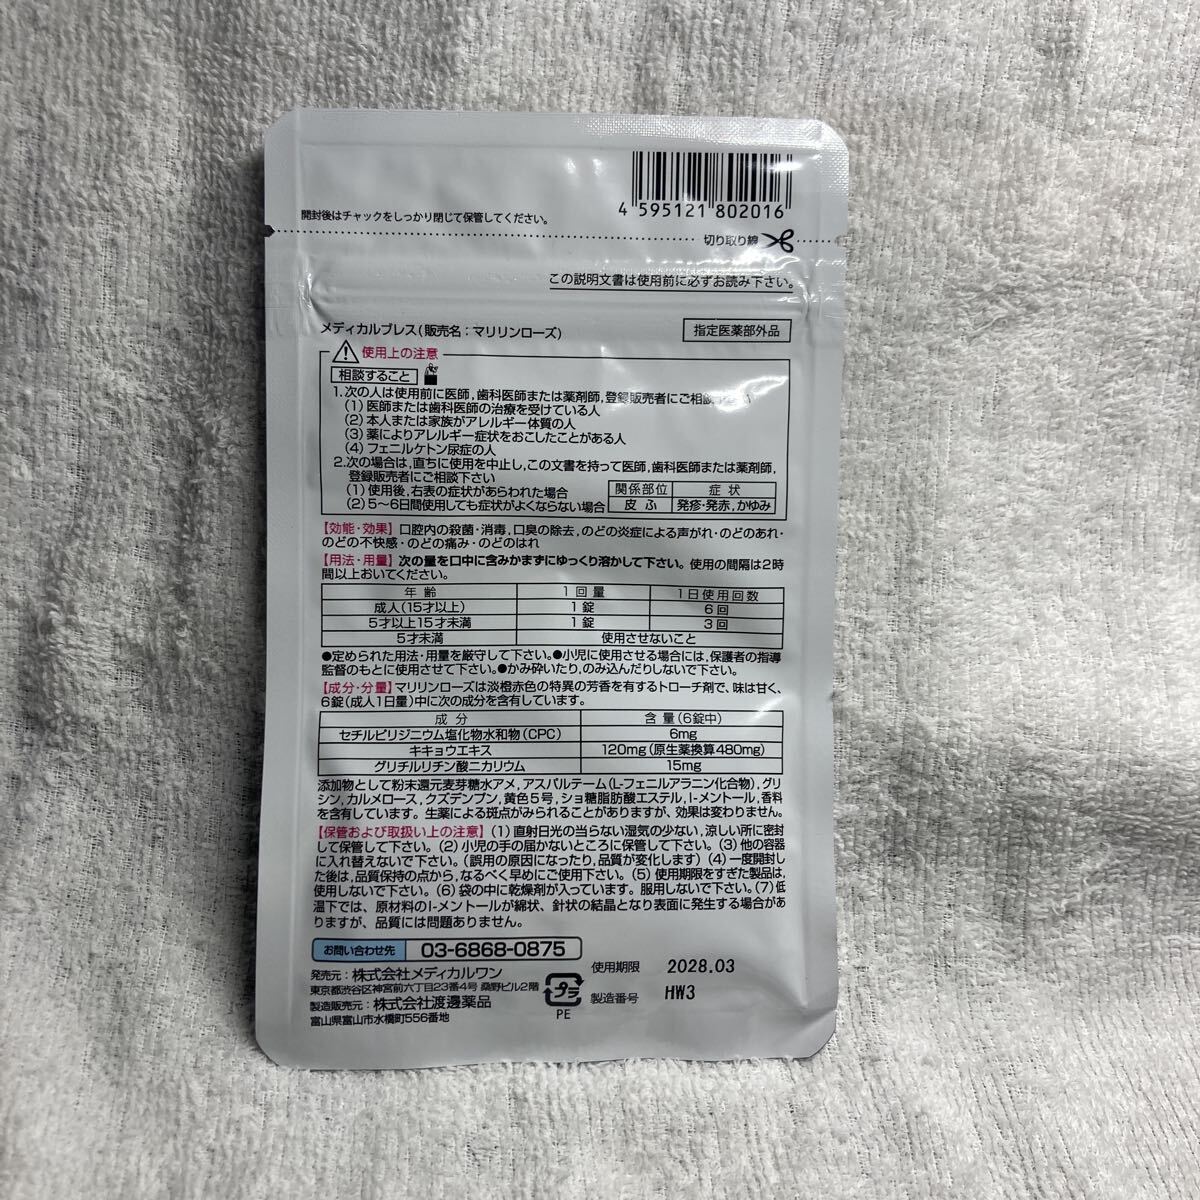 4 595121 802016
開封後はチャックをしっかり閉じて保管してください。
切り取り線
この説明文書は使用前に必ずお読み下さい。
メディカルブレス(販売名:マリリンローズ)
指定医薬部外品
使用上の注意
相談すること
1.次の人は使用前に医師,歯科医師または薬剤師,登録販売者にご相談
(1) 医師または歯科医師の治療を受けている人
(2) 本人または家族がアレルギー体質の人
(3) 薬によりアレルギー症状をおこしたことがある人
(4) フェニルケトン尿症の人
2.次の場合は,直ちに使用を中止し,この文書を持って医師,歯科医師または薬剤師,
登録販売者にご相談下さい
(1) 使用後,右表の症状があらわれた場合
(2) 5〜6日間使用しても症状がよくならない場合
関係部位 症状
皮ふ 発疹・発赤,かゆみ
【効能・効果】口腔内の殺菌・消毒,口臭の除去,のどの炎症による声がれ・のどのあれ・
のどの不快感・のどの痛み・のどのはれ
【用法・用量】次の量を口中に含みかまずにゆっくり溶かして下さい。使用の間隔は2時
間以上おいてください。
年齢 1回量 1日使用回数
成人(15才以上) 1錠 6回
5才以上15才未満 1錠 3回
5才未満 使用させないこと
●定められた用法・用量を厳守して下さい。●小児に使用させる場合には,保護者の指導
監督のもとに使用させて下さい。●かみ砕いたり,のみ込んだりしないで下さい。
【成分・分量】マリリンローズは淡橙赤色の特異の芳香を有するトローチ剤で、味は甘く、
6錠(成人1日量)中に次の成分を含有しています。
成分 含量(6錠中)
セチルピリジニウム塩化物水和物(CPC) 6mg
キキョウエキス 120mg(原生薬換算480mg)
グリチルリチン酸二カリウム 15mg
添加物として粉末還元麦芽糖水アメ,アスパルテーム(L-フェニルアラニン化合物),グリ
シン,カルメロース,クズデンプン,黄色5号,ショ糖脂肪酸エステル,l-メントール,香料
を含有しています。生薬による斑点がみられることがありますが、効果は変わりません。
【保管および取扱い上の注意】(1) 直射日光の当らない湿気の少ない,涼しい所に密封
して保管して下さい。(2) 小児の手の届かないところに保管して下さい。(3) 他の容器
に入れ替えないで下さい。(誤用の原因になったり,品質が変化します) (4) 一度開封し
た後は,品質保持の点から,なるべく早めにご使用下さい。(5) 使用期限をすぎた製品は,
使用しないで下さい。(6) 袋の中に乾燥剤が入っています。服用しないで下さい。(7) 低
温下では、原材料のl-メントールが綿状、針状の結晶となり表面に発生する場合があ
りますが、品質には問題ありません。
お問い合わせ先 03-6868-0875
発売元:株式会社メディカルワン
東京都渋谷区神宮前六丁目23番4号 桑野ビル2階
製造販売元:株式会社渡邊薬品
富山県富山市水橋町556番地
プラ
PE
使用期限 2028.03
製造番号 HW3